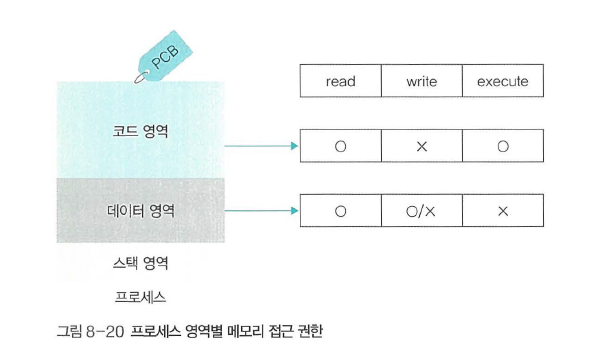 PCB
read write execute
코드 영역
O X O
데이터 영역
O O/X X
스택 영역
프로세스
그림 8-20 프로세스 영역별 메모리 접근 권한